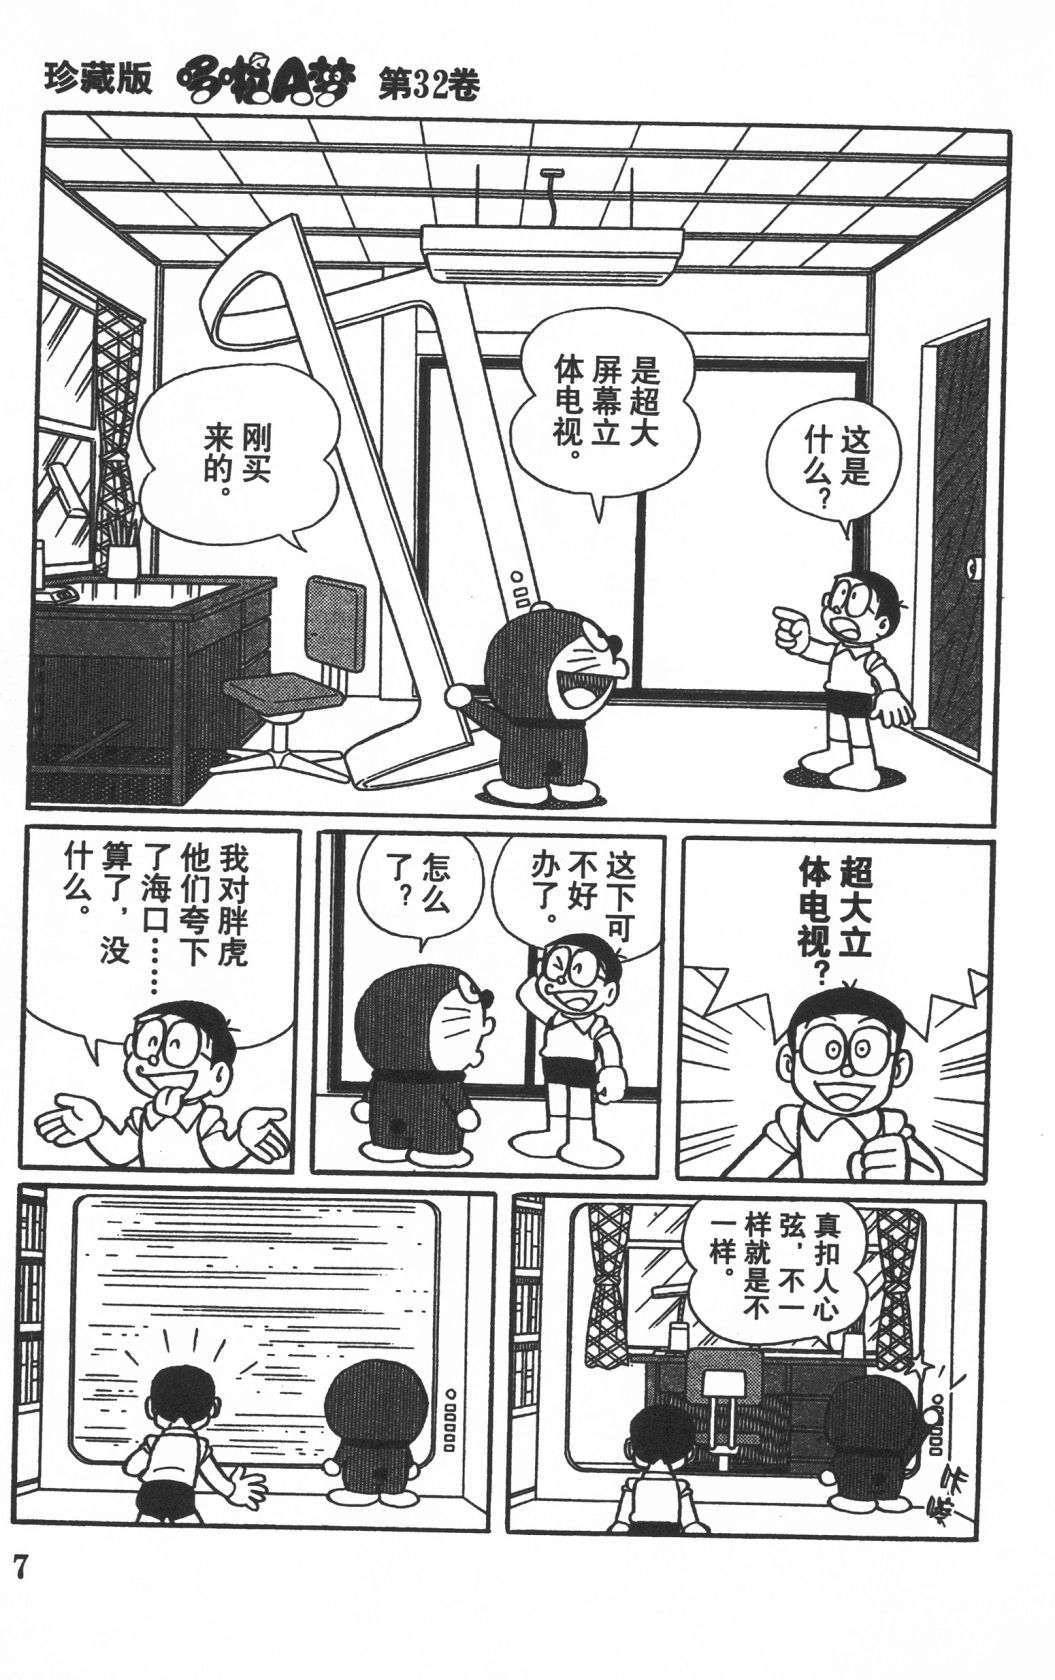 珍藏版 哆啦A梦 第32卷
这是
什么?
是超大
屏幕立
体电视。
刚买
来的。
超大立
体电视?
这下可
不好
办了。
怎么
了?
我对胖虎
他们夸下
了海口……
算了,没
什么。
真扣人心
弦,不一
样就是不
一样。
咔
嚓
7